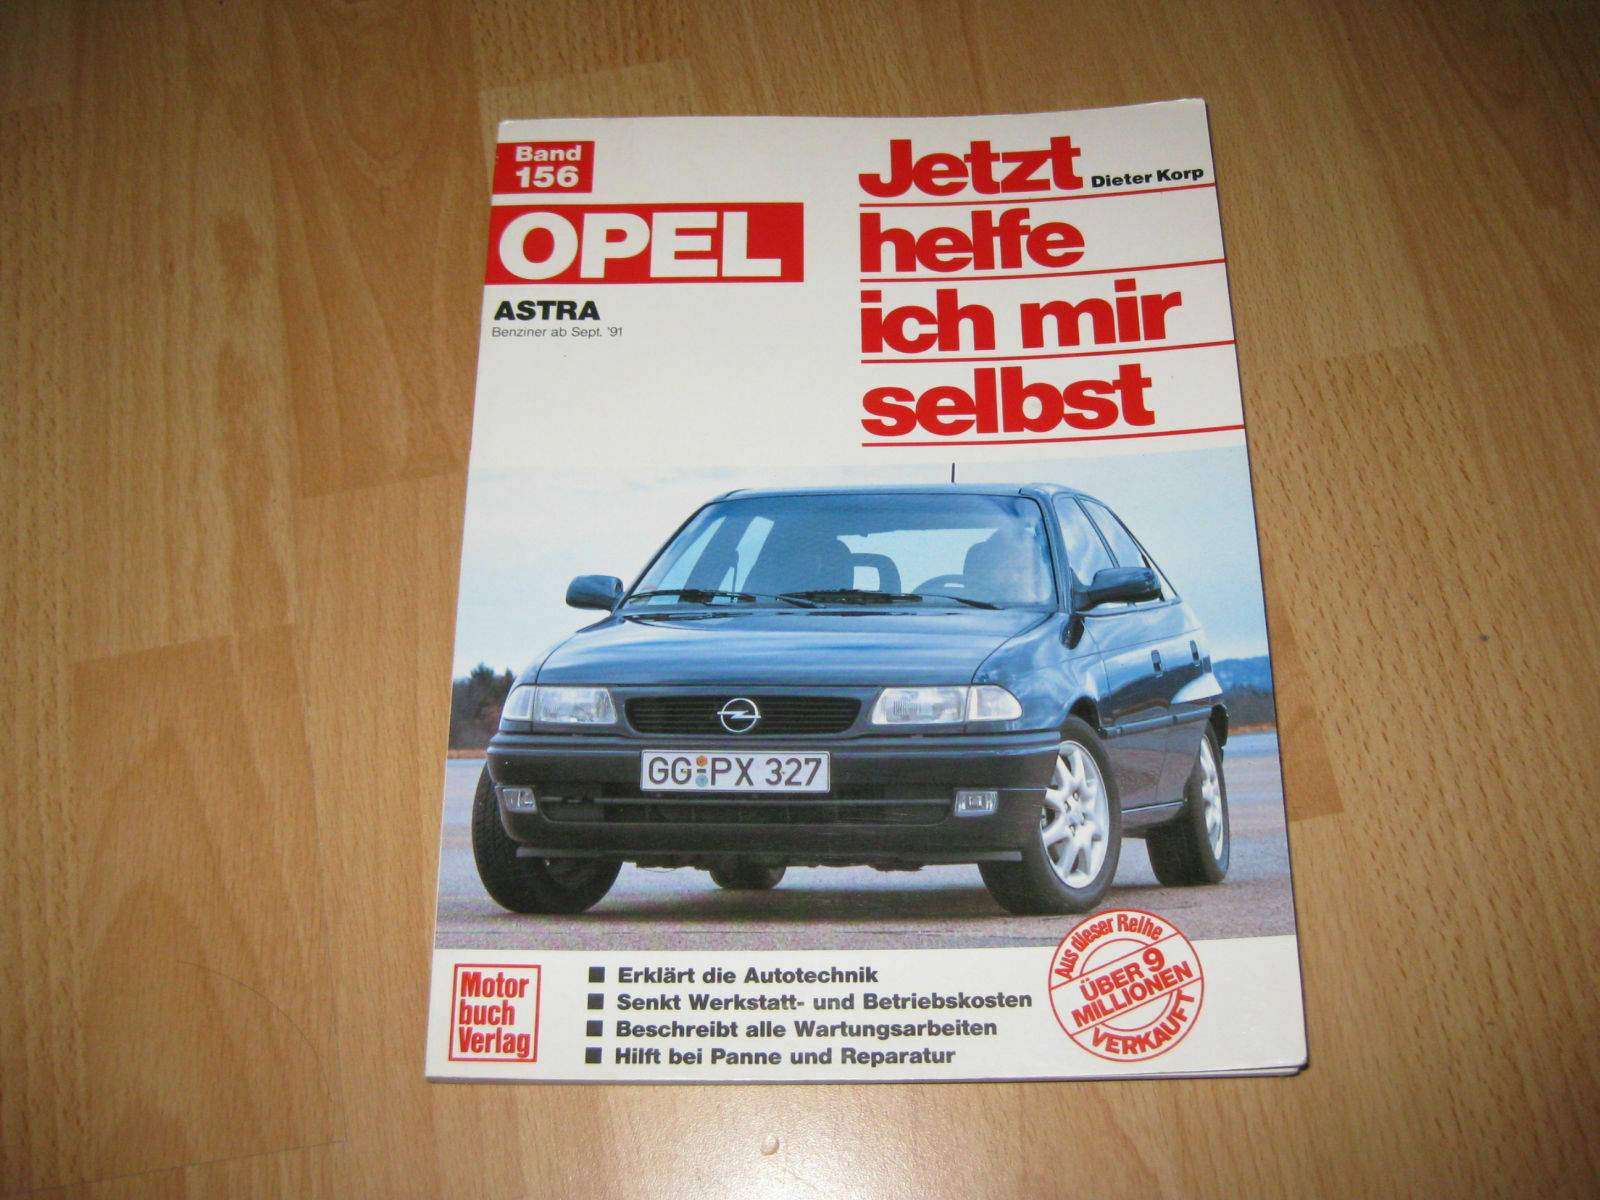 Band
156
OPEL
ASTRA
Benziner ab Sept. '91
Jetzt
Dieter Korp
helfe
ich mir
selbst
GG PX 327
Motor
buch
Verlag
Erklärt die Autotechnik
Senkt Werkstatt- und Betriebskosten
Beschreibt alle Wartungsarbeiten
Hilft bei Panne und Reparatur
Aus dieser Reihe
ÜBER 9
MILLIONEN
VERKAUFT